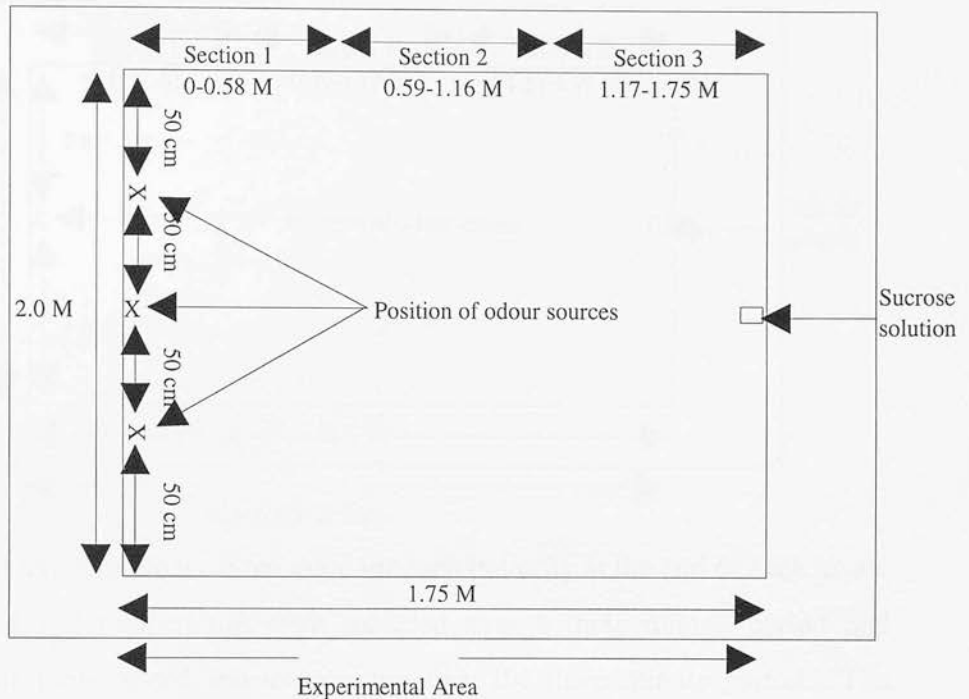 Section 1
Section 2
Section 3
0-0.58 M
0.59-1.16 M
1.17-1.75 M
50 cm
X
50 cm
2.0 M
X
Position of odour sources
Sucrose
solution
50 cm
X
50 cm
1.75 M
Experimental Area